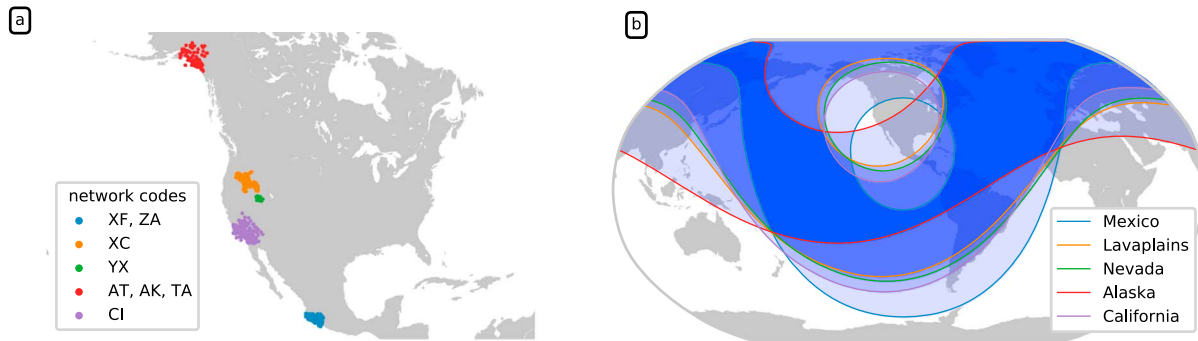 a
network codes
XF, ZA
XC
YX
AT, AK, TA
CI
b
Mexico
Lavaplains
Nevada
Alaska
California